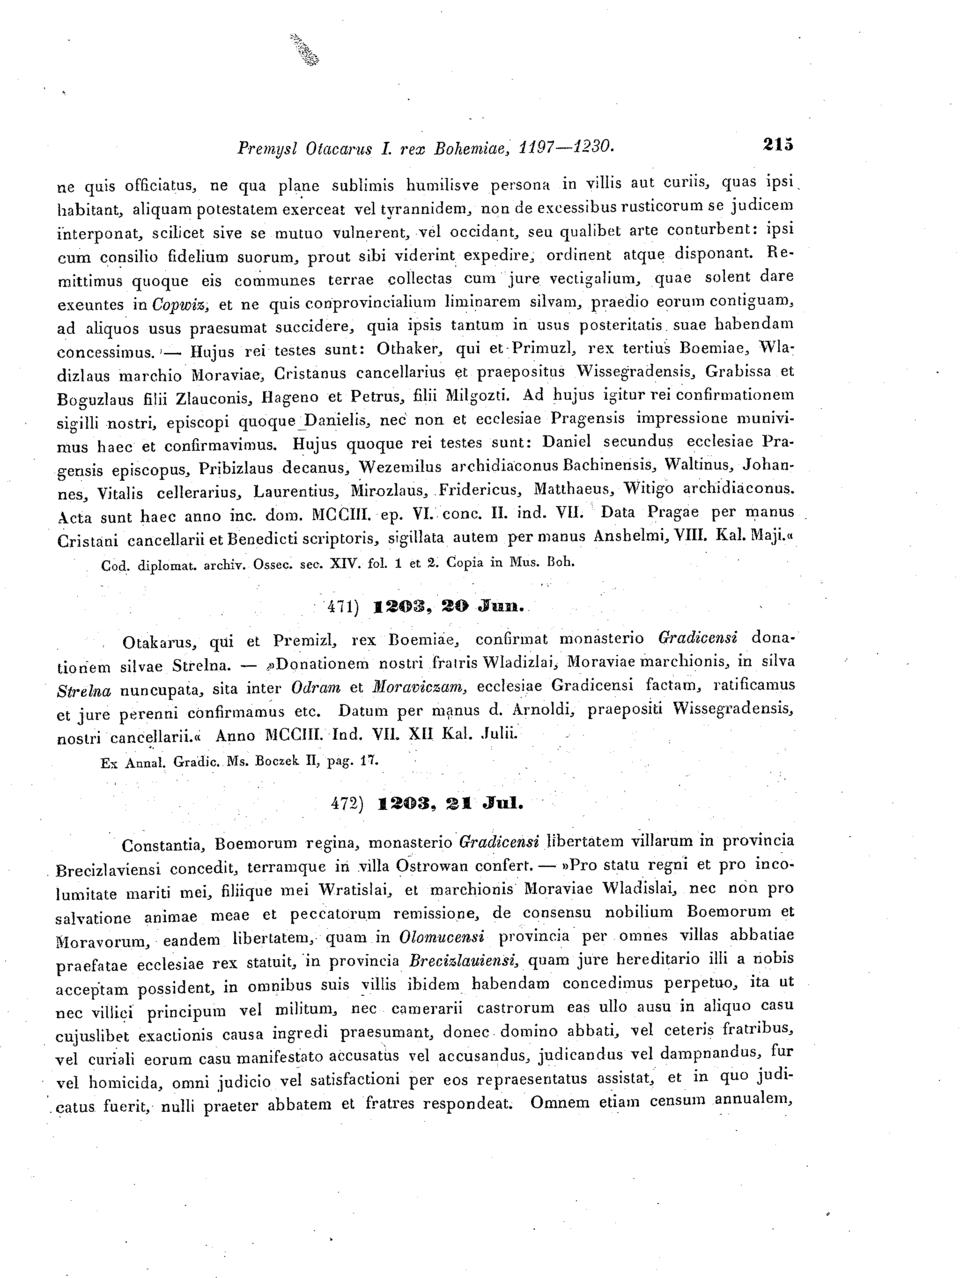 Premysl Otacarus I. rex Bohemiae, 1197—1230. 215
ne quis officiatus, ne qua plane sublimis humilisve persona in villis aut curiis, quas ipsi
habitant, aliquam potestatem exerceat vel tyrannidem, non de excessibus rusticorum se judicem
interponat, scilicet sive se mutuo vulnerent, vel occidant, seu qualibet arte conturbent: ipsi
cum consilio fidelium suorum, prout sibi viderint expedire, ordinent atque disponant. Re-
mittimus quoque eis communes terrae collectas cum jure vectigalium, quae solent dare
exeuntes in Copwiz, et ne quis conprovincialium liminarem silvam, praedio eorum contiguam,
ad aliquos usus praesumat succidere, quia ipsis tantum in usus posteritatis suae habendam
concessimus. — Hujus rei testes sunt: Othaker, qui et Primuzl, rex tertius Boemiae, Wla-
dizlaus marchio Moraviae, Cristanus cancellarius et praepositus Wissegradensis, Grabissa et
Boguzlaus filii Zlauconis, Hageno et Petrus, filii Milgozti. Ad hujus igitur rei confirmationem
sigilli nostri, episcopi quoque Danielis, nec non et ecclesiae Pragensis impressione munivi-
mus haec et confirmavimus. Hujus quoque rei testes sunt: Daniel secundus ecclesiae Pra-
gensis episcopus, Pribizlaus decanus, Wezemilus archidiaconus Bachinensis, Waltinus, Johan-
nes, Vitalis cellerarius, Laurentius, Mirozlaus, Fridericus, Matthaeus, Witigo archidiaconus.
Acta sunt haec anno inc. dom. MCCIII. ep. VI. conc. II. ind. VII. Data Pragae per manus
Cristani cancellarii et Benedicti scriptoris, sigillata autem per manus Anshelmi, VIII. Kal. Maji.«
Cod. diplomat. archiv. Ossec. sec. XIV. fol. 1 et 2. Copia in Mus. Boh.
471) 1203, 20 Jun.
Otakarus, qui et Premizl, rex Boemiae, confirmat monasterio Gradicensi dona-
tionem silvae Strelna. — »Donationem nostri fratris Wladizlai, Moraviae marchionis, in silva
Strelna nuncupata, sita inter Odram et Moraviczam, ecclesiae Gradicensi factam, ratificamus
et jure perenni confirmamus etc. Datum per manus d. Arnoldi, praepositi Wissegradensis,
nostri cancellarii.« Anno MCCIII. Ind. VII. XII Kal. Julii.
Ex Annal. Gradic. Ms. Boczek II, pag. 17.
472) 1203, 21 Jul.
Constantia, Boemorum regina, monasterio Gradicensi libertatem villarum in provincia
Brecizlaviensi concedit, terramque in villa Ostrowan confert. — »Pro statu regni et pro inco-
lumitate mariti mei, filiique mei Wratislai, et marchionis Moraviae Wladislai, nec non pro
salvatione animae meae et peccatorum remissione, de consensu nobilium Boemorum et
Moravorum, eandem libertatem, quam in Olomucensi provincia per omnes villas abbatiae
praefatae ecclesiae rex statuit, in provincia Brecizlauiensi, quam jure hereditario illi a nobis
acceptam possident, in omnibus suis villis ibidem habendam concedimus perpetuo, ita ut
nec villici principum vel militum, nec camerarii castrorum eas ullo ausu in aliquo casu
cujuslibet exactionis causa ingredi praesumant, donec domino abbati, vel ceteris fratribus,
vel curiali eorum casu manifestato accusatus vel accusandus, judicandus vel dampnandus, fur
vel homicida, omni judicio vel satisfactioni per eos repraesentatus assistat, et in quo judi-
catus fuerit, nulli praeter abbatem et fratres respondeat. Omnem etiam censum annualem,